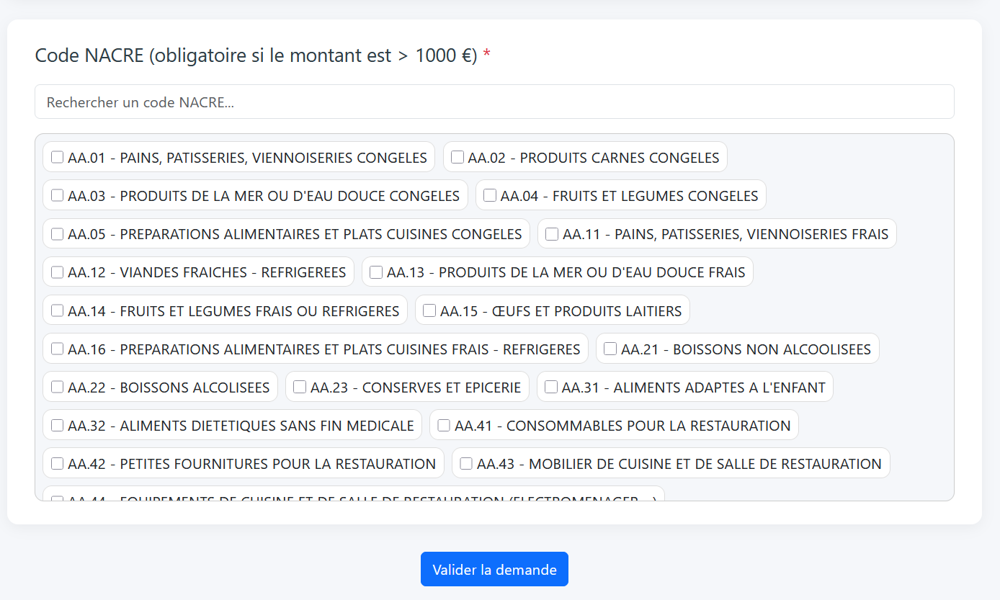 Code NACRE (obligatoire si le montant est > 1000 €) *
Rechercher un code NACRE...
AA.01 - PAINS, PATISSERIES, VIENNOISERIES CONGELES
AA.02 - PRODUITS CARNES CONGELES
AA.03 - PRODUITS DE LA MER OU D'EAU DOUCE CONGELES
AA.04 - FRUITS ET LEGUMES CONGELES
AA.05 - PREPARATIONS ALIMENTAIRES ET PLATS CUISINES CONGELES
AA.11 - PAINS, PATISSERIES, VIENNOISERIES FRAIS
AA.12 - VIANDES FRAICHES - REFRIGEREES
AA.13 - PRODUITS DE LA MER OU D'EAU DOUCE FRAIS
AA.14 - FRUITS ET LEGUMES FRAIS OU REFRIGERES
AA.15 - ŒUFS ET PRODUITS LAITIERS
AA.16 - PREPARATIONS ALIMENTAIRES ET PLATS CUISINES FRAIS - REFRIGERES
AA.21 - BOISSONS NON ALCOOLISEES
AA.22 - BOISSONS ALCOLISEES
AA.23 - CONSERVES ET EPICERIE
AA.31 - ALIMENTS ADAPTES A L'ENFANT
AA.32 - ALIMENTS DIETETIQUES SANS FIN MEDICALE
AA.41 - CONSOMMABLES POUR LA RESTAURATION
AA.42 - PETITES FOURNITURES POUR LA RESTAURATION
AA.43 - MOBILIER DE CUISINE ET DE SALLE DE RESTAURATION
AA.44 - EQUIPEMENTS DE CUISINE ET DE SALLE DE RESTAURATION (ELECTROMENAGER...)
Valider la demande